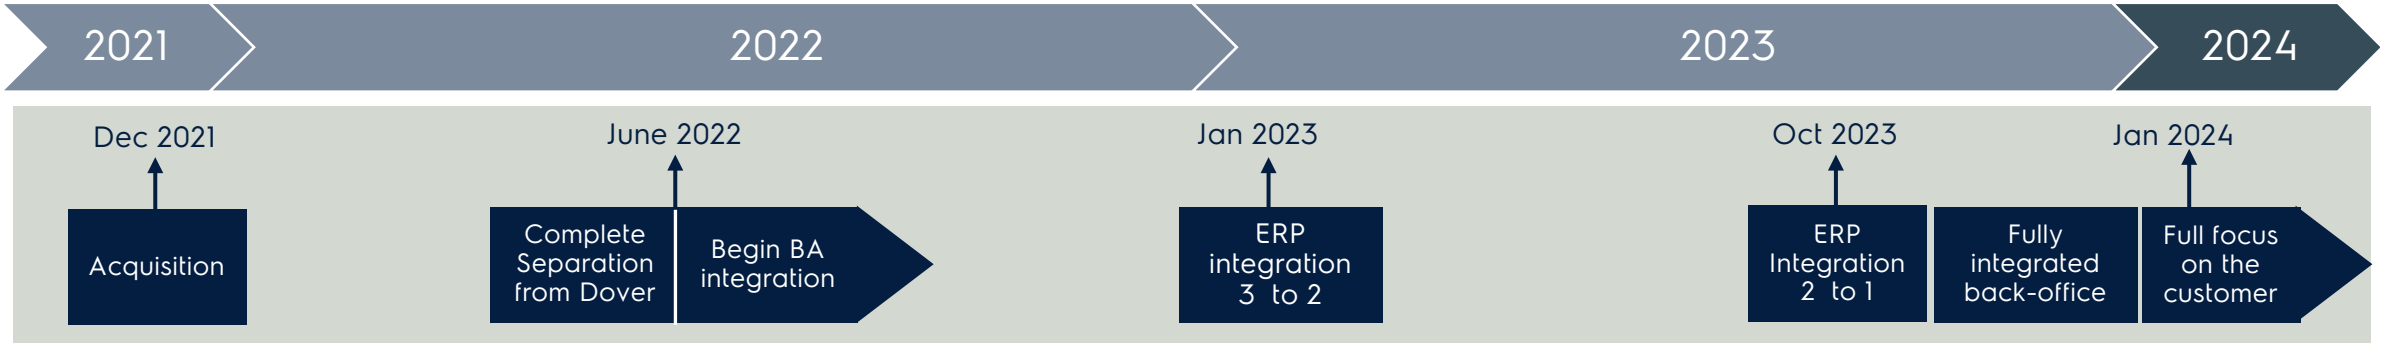 2021
2022
2023
2024
Dec 2021
June 2022
Jan 2023
Oct 2023
Jan 2024
Acquisition
Complete
Separation
from Dover
Begin BA
integration
ERP
integration
3 to 2
ERP
Integration
2 to 1
Fully
integrated
back-office
Full focus
on the
customer